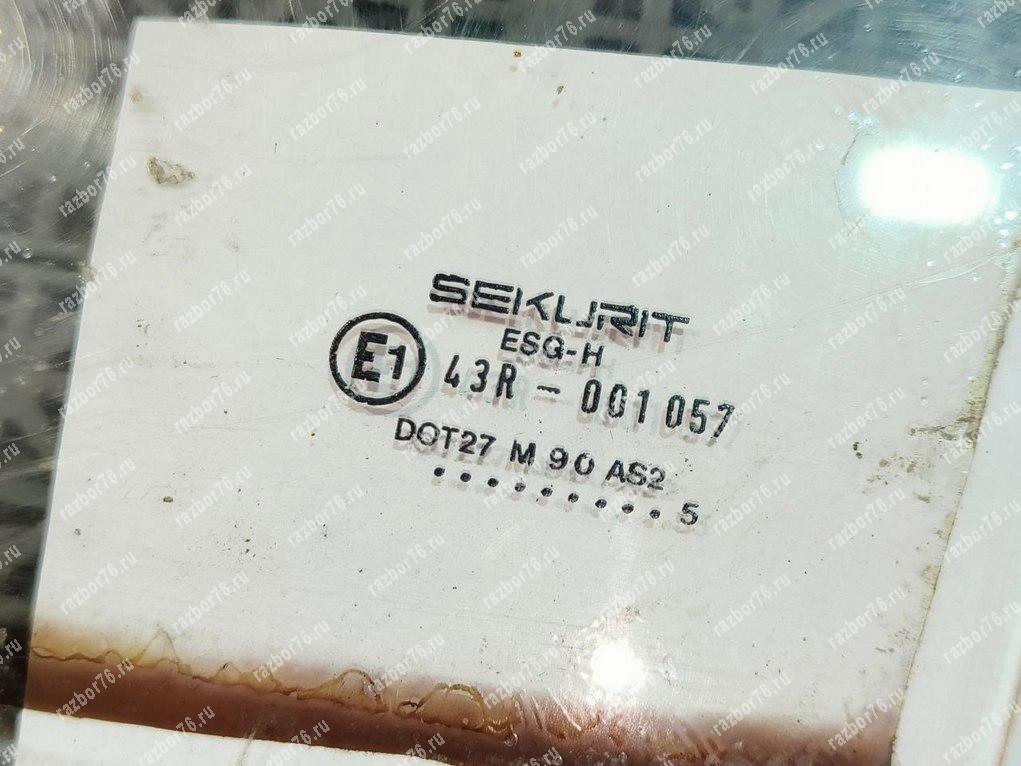 SEKURIT
ESG-H
E1 43R - 001057
DOT27 M 90 AS2
. . . . . . . . . 5
razbor76.ru